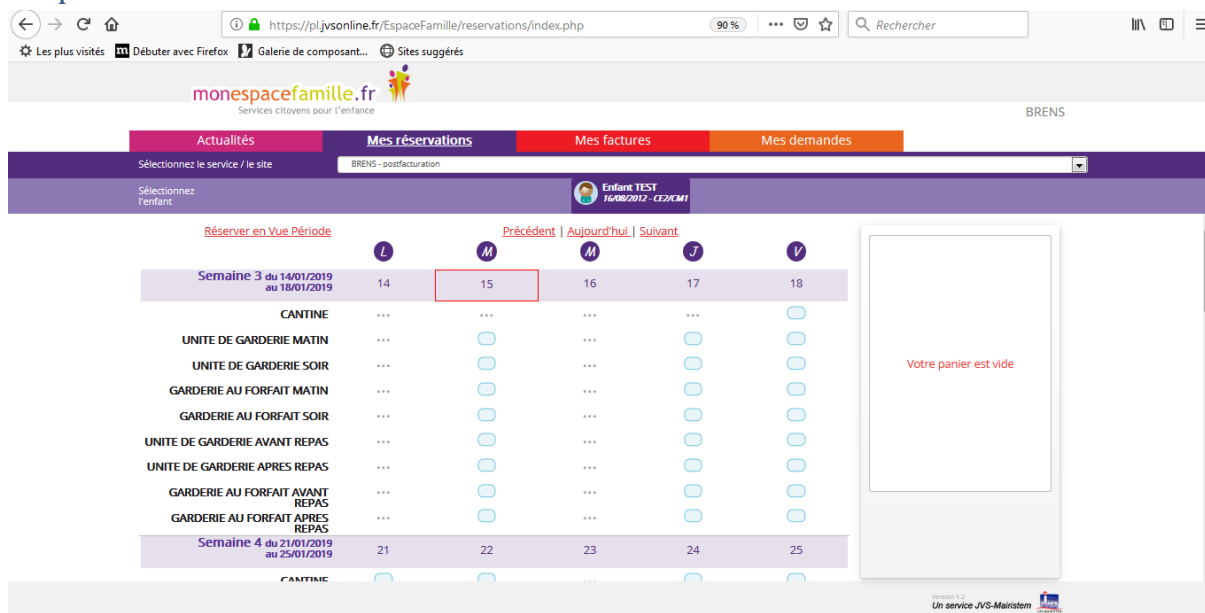 https://pl.jvsonline.fr/EspaceFamille/reservations/index.php
90 %
Rechercher
Les plus visités
m Débuter avec Firefox
Galerie de composant...
Sites suggérés
monespacefamille.fr
Services citoyens pour l'enfance
BRENS
Actualités
Mes réservations
Mes factures
Mes demandes
Sélectionnez le service / le site
BRENS - postfacturation
Sélectionnez
l'enfant
Enfant TEST
16/08/2012 - CE2/CM1
Réserver en Vue Période
Précédent | Aujourd'hui | Suivant
L M M J V
Semaine 3 du 14/01/2019
au 18/01/2019
14 15 16 17 18
CANTINE ... ... ... ...
UNITE DE GARDERIE MATIN ... ...
UNITE DE GARDERIE SOIR ... ...
GARDERIE AU FORFAIT MATIN ... ...
GARDERIE AU FORFAIT SOIR ... ...
UNITE DE GARDERIE AVANT REPAS ... ...
UNITE DE GARDERIE APRES REPAS ... ...
GARDERIE AU FORFAIT AVANT
REPAS ... ...
GARDERIE AU FORFAIT APRES
REPAS ... ...
Votre panier est vide
Semaine 4 du 21/01/2019
au 25/01/2019
21 22 23 24 25
CANTINE ...
Version 1.2
Un service JVS-Mairistem